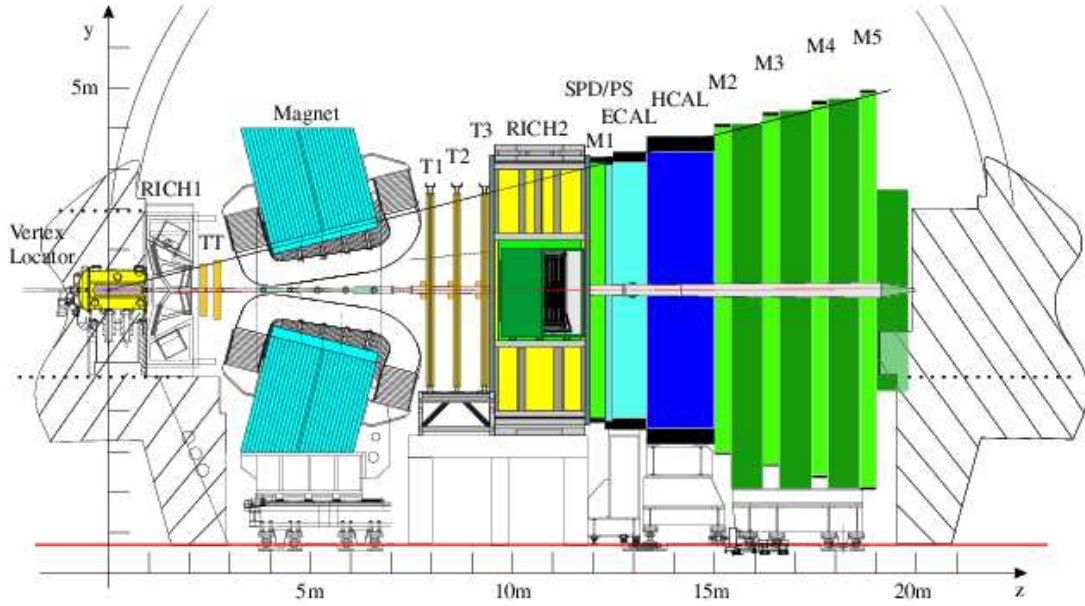 y
5m
Magnet
SPD/PS
ECAL
HCAL
M1
M2
M3
M4
M5
RICH1
TT
T1
T2
T3
RICH2
Vertex
Locator
5m
10m
15m
20m
z